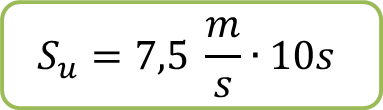 S_u = 7,5 m/s · 10s